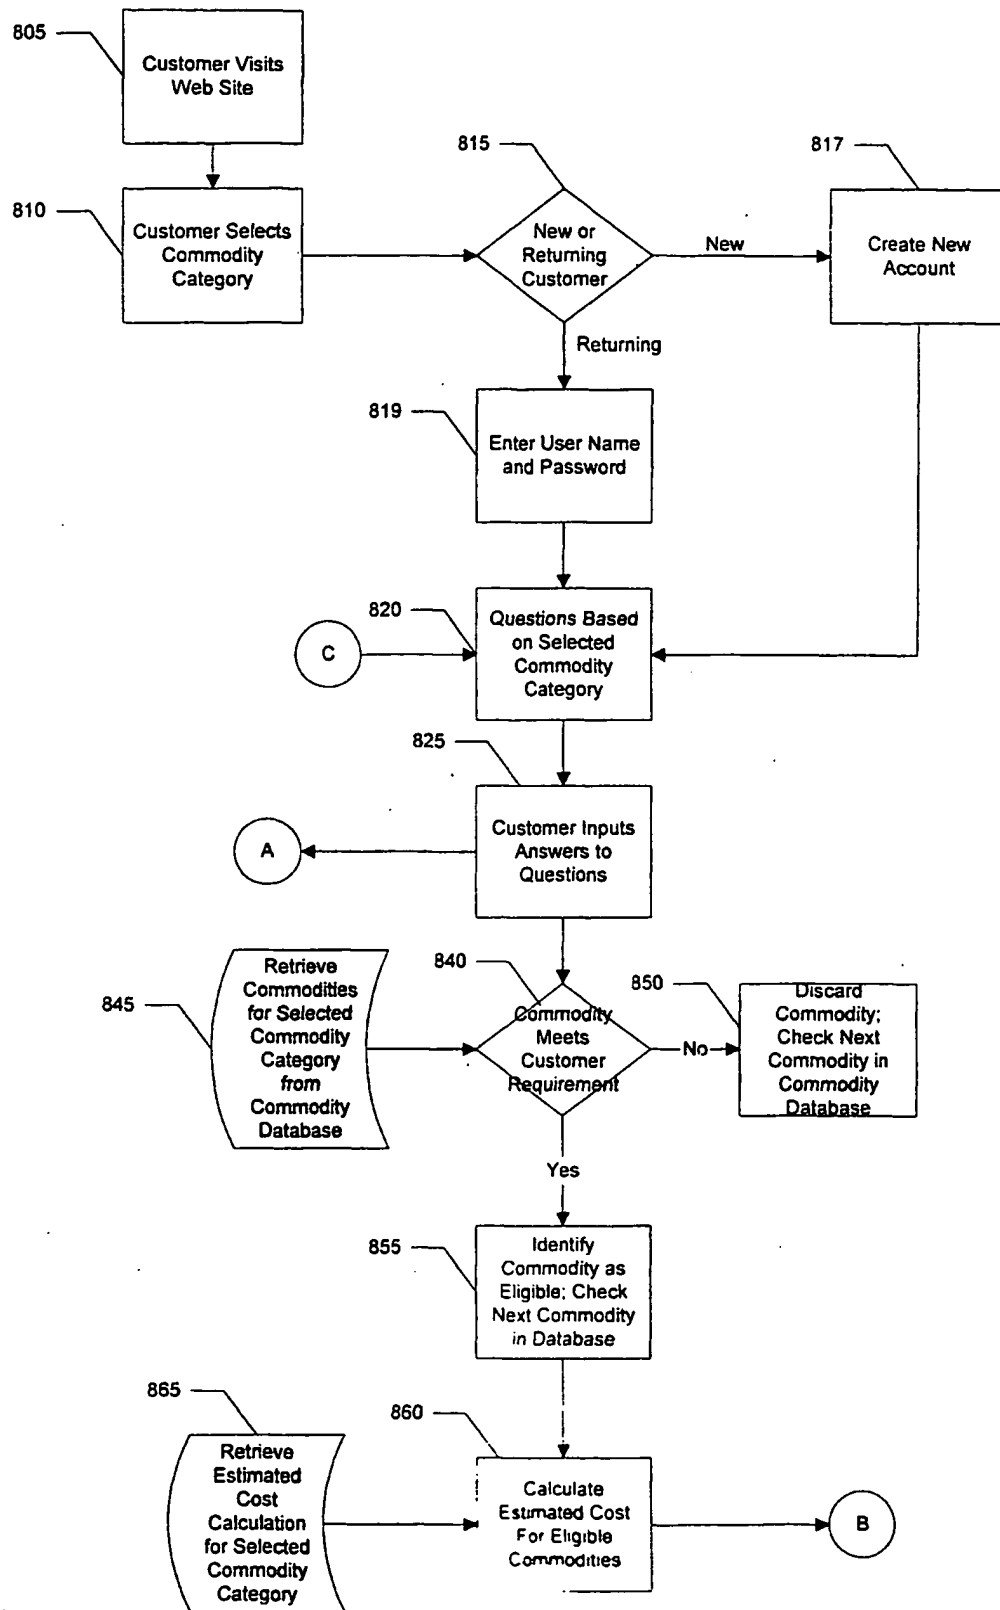 805
Customer Visits
Web Site
810
Customer Selects
Commodity
Category
815
New or
Returning
Customer
New
817
Create New
Account
Returning
819
Enter User Name
and Password
820
Questions Based
on Selected
Commodity
Category
C
825
Customer Inputs
Answers to
Questions
A
845
Retrieve
Commodities
for Selected
Commodity
Category
from
Commodity
Database
840
Commodity
Meets
Customer
Requirement
No
850
Discard
Commodity;
Check Next
Commodity in
Commodity
Database
Yes
855
Identify
Commodity as
Eligible; Check
Next Commodity
in Database
865
Retrieve
Estimated
Cost
Calculation
for Selected
Commodity
Category
860
Calculate
Estimated Cost
For Eligible
Commodities
B